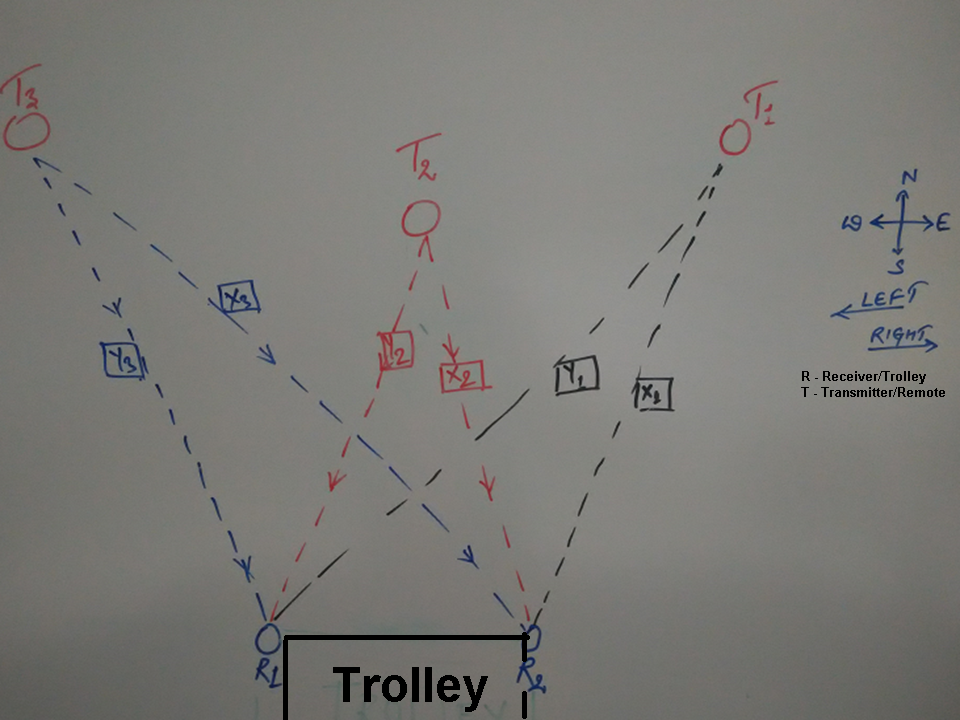 T3
T2
T1
N
W
E
S
LEFT
RIGHT
R - Receiver/Trolley
T - Transmitter/Remote
X3
Y3
Y2
X2
Y1
X1
R1
R2
Trolley